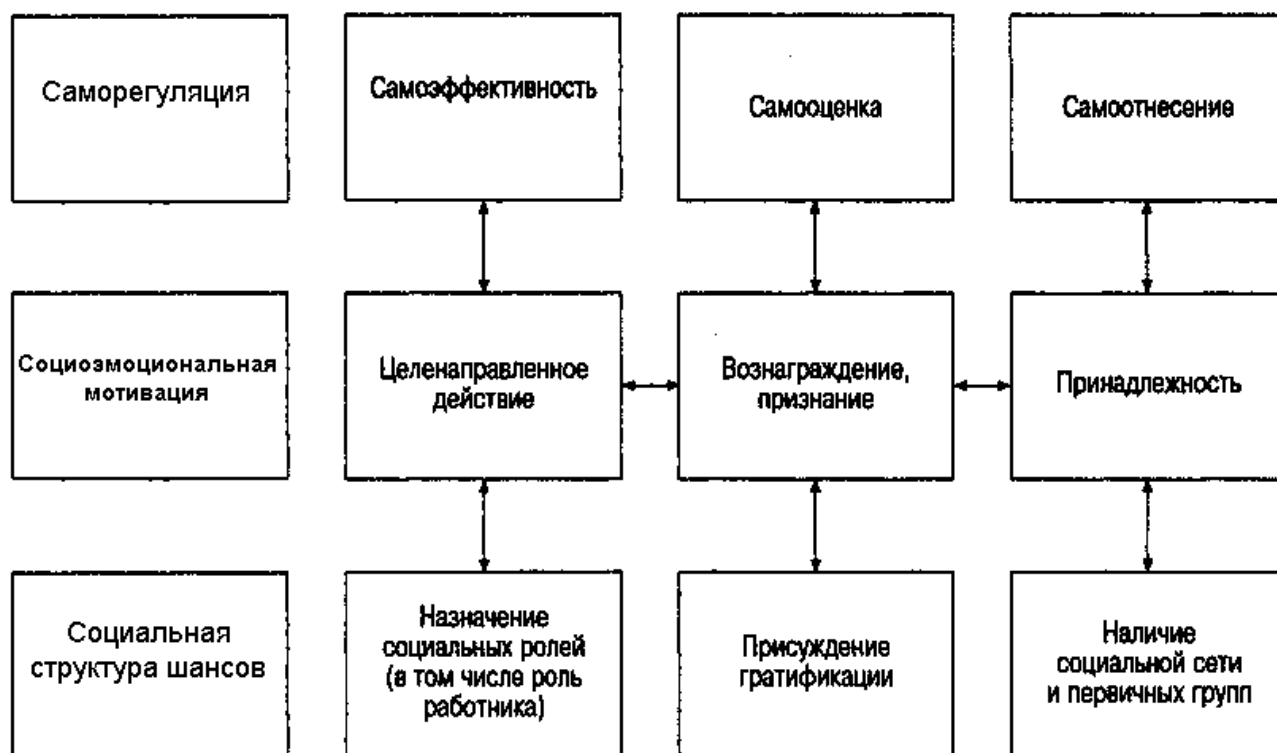 Саморегуляция
Самоэффективность
Самооценка
Самоотнесение
Социозмоциональная
мотивация
Целенаправленное
действие
Вознаграждение,
признание
Принадлежность
Социальная
структура шансов
Назначение
социальных ролей
(в том числе роль
работника)
Присуждение
гратификации
Наличие
социальной сети
и первичных групп